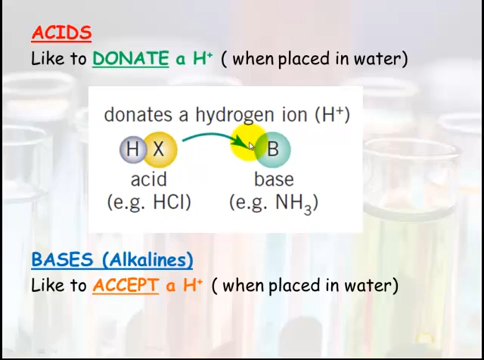 ACIDS
Like to DONATE a H⁺ ( when placed in water)
donates a hydrogen ion (H⁺)
H X B
acid base
(e.g. HCl) (e.g. NH₃)
BASES (Alkalines)
Like to ACCEPT a H⁺ ( when placed in water)